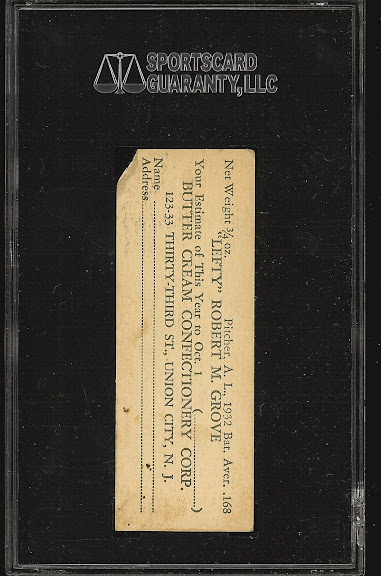 SPORTSCARD
GUARANTY, LLC
Net Weight 3/4 oz. Pitcher, A. L., 1932 Bat. Aver. .168
"LEFTY" ROBERT M. GROVE
Your Estimate of This Year to Oct. 1 (..............)
BUTTER CREAM CONFECTIONERY CORP.
123-33 THIRTY-THIRD ST., UNION CITY, N. J.
Name..............
Address..............